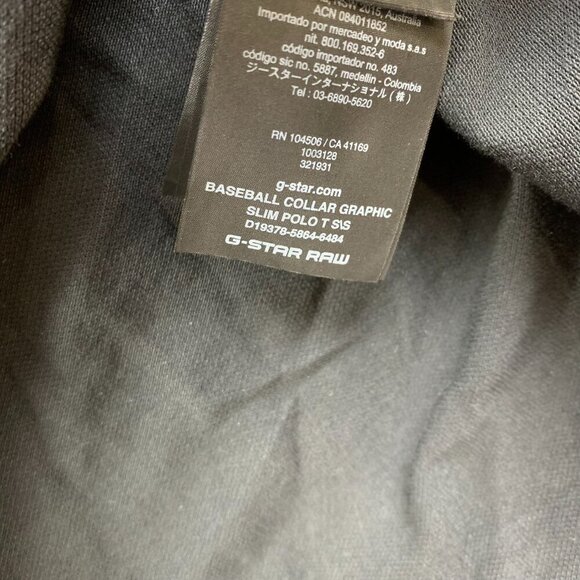 NSW 2015, Australia
ACN 084011852
Importado por mercadeo y moda s.a.s
nit. 800.169.352-6
código importador no. 483
código sic no. 5887, medellin - Colombia
ジースターインターナショナル (株)
Tel : 03-6890-5620
RN 104506 / CA 41169
1003128
321931
g-star.com
BASEBALL COLLAR GRAPHIC
SLIM POLO T S\S
D19378-5864-6484
G-STAR RAW